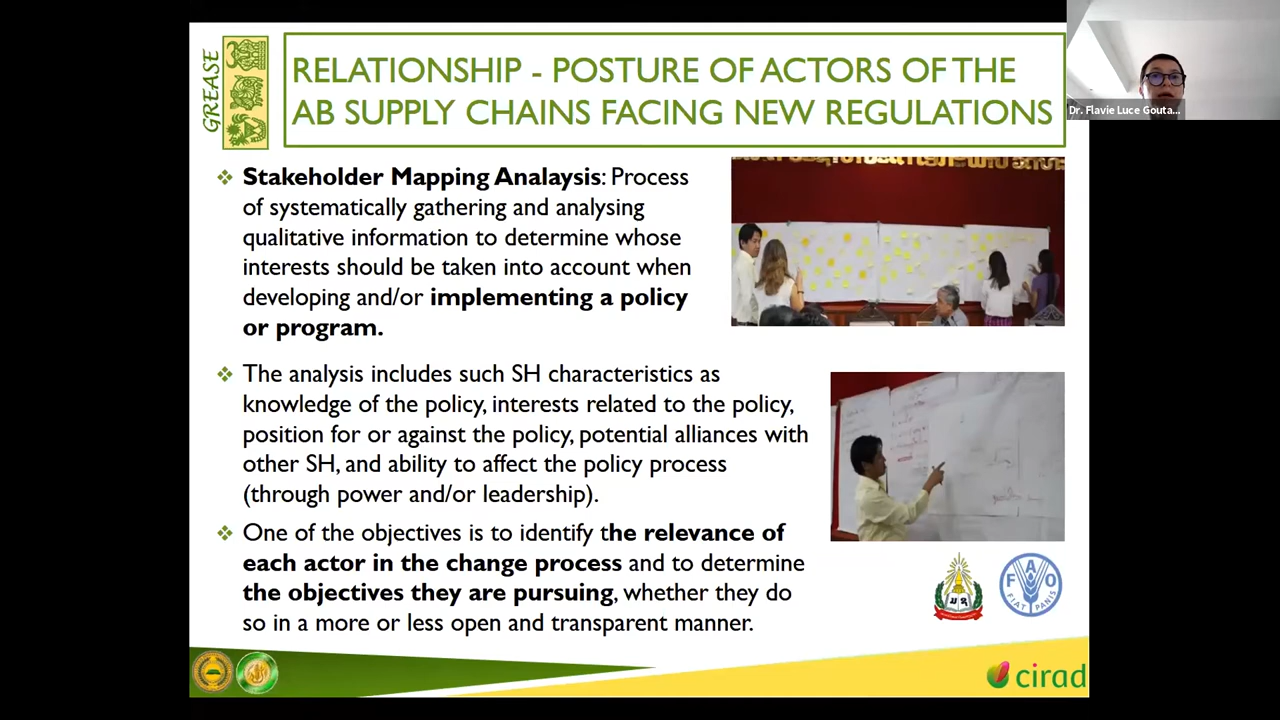 GREASE
RELATIONSHIP - POSTURE OF ACTORS OF THE
AB SUPPLY CHAINS FACING NEW REGULATIONS
Dr. Flavie Luce Gouta...
Stakeholder Mapping Analaysis: Process
of systematically gathering and analysing
qualitative information to determine whose
interests should be taken into account when
developing and/or implementing a policy
or program.
The analysis includes such SH characteristics as
knowledge of the policy, interests related to the policy,
position for or against the policy, potential alliances with
other SH, and ability to affect the policy process
(through power and/or leadership).
One of the objectives is to identify the relevance of
each actor in the change process and to determine
the objectives they are pursuing, whether they do
so in a more or less open and transparent manner.
FAO
FIAT PANIS
cirad